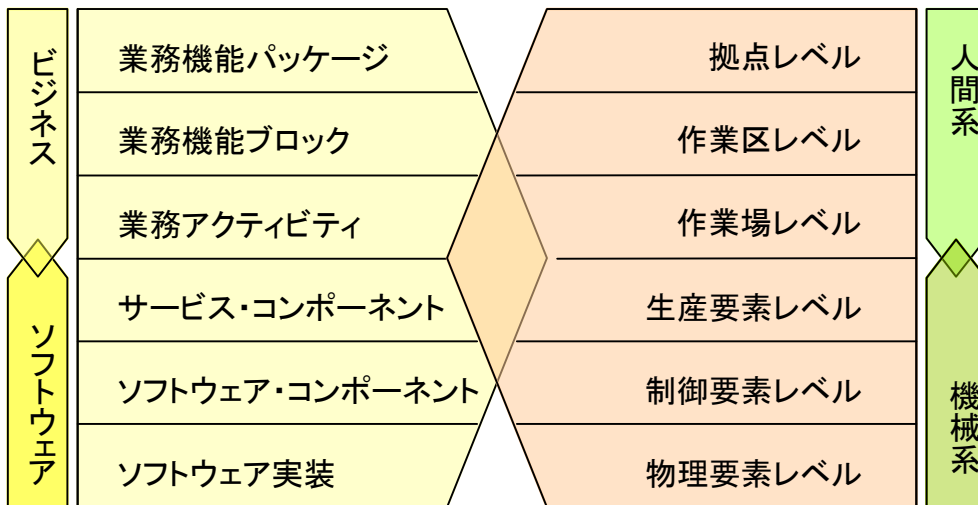 ビジネス
業務機能パッケージ
拠点レベル
人間系
業務機能ブロック
作業区レベル
業務アクティビティ
作業場レベル
ソフトウェア
サービス・コンポーネント
生産要素レベル
機械系
ソフトウェア・コンポーネント
制御要素レベル
ソフトウェア実装
物理要素レベル